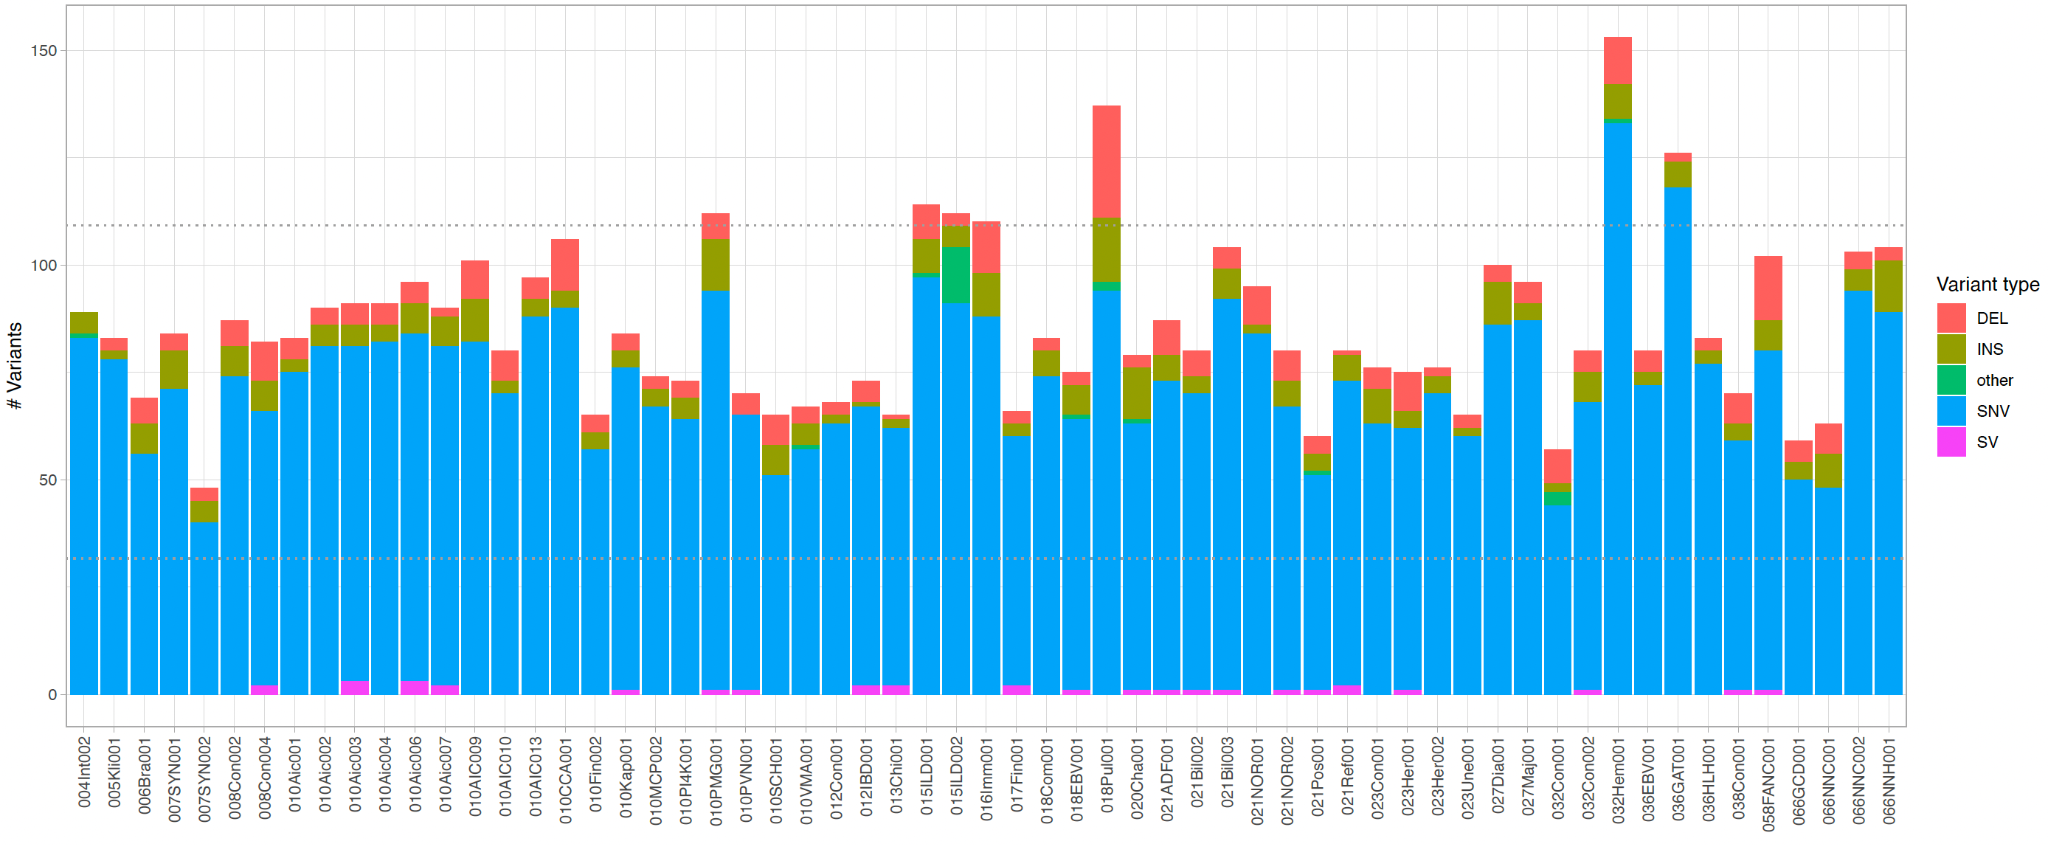 # Variants
150
100
50
0
004Int002
005Kli001
006Bra001
007SYN001
007SYN002
008Con002
008Con004
010Aic001
010Aic002
010Aic003
010Aic004
010Aic006
010Aic007
010AIC009
010AIC010
010AIC013
010CCA001
010Fin002
010Kap001
010MCP002
010PI4K001
010PMG001
010PVN001
010SCH001
010VMA001
012Con001
012IBD001
013Chi001
015ILD001
015ILD002
016Imm001
017Fin001
018Com001
018EBV001
018Pul001
020Cha001
021ADF001
021Bil002
021Bil003
021NOR001
021NOR002
021Pos001
021Ref001
023Con001
023Her001
023Her002
023Une001
027Dia001
027Maj001
032Con001
032Con002
032Hem001
036EBV001
036GAT001
036HLH001
038Con001
058FANC001
066GCD001
066NNC001
066NNC002
066NNH001
Variant type
DEL
INS
other
SNV
SV